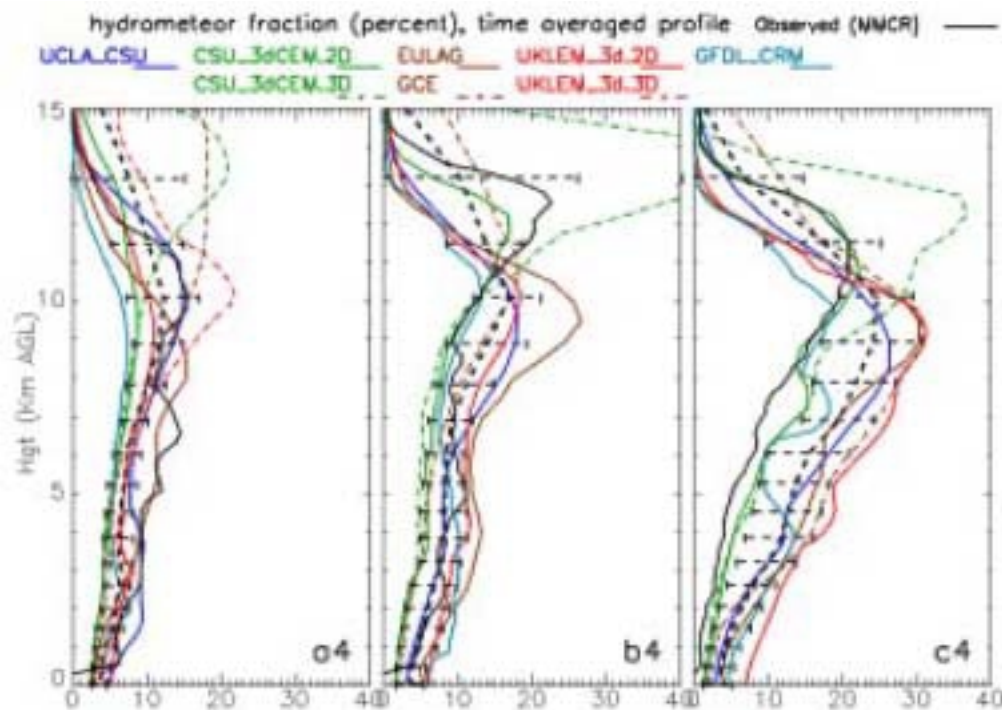 hydrometeor fraction (percent), time averaged profile Observed (MMCR)
UCLA_CSU CSU_3dCEM_2D EULAG UKLEM_3d_2D GFDL_CRM
CSU_3dCEM_3D GCE UKLEM_3d_3D
15
10
5
0
Hgt (Km AGL)
a4 b4 c4
0 10 20 30 40 10 20 30 40 10 20 30 40